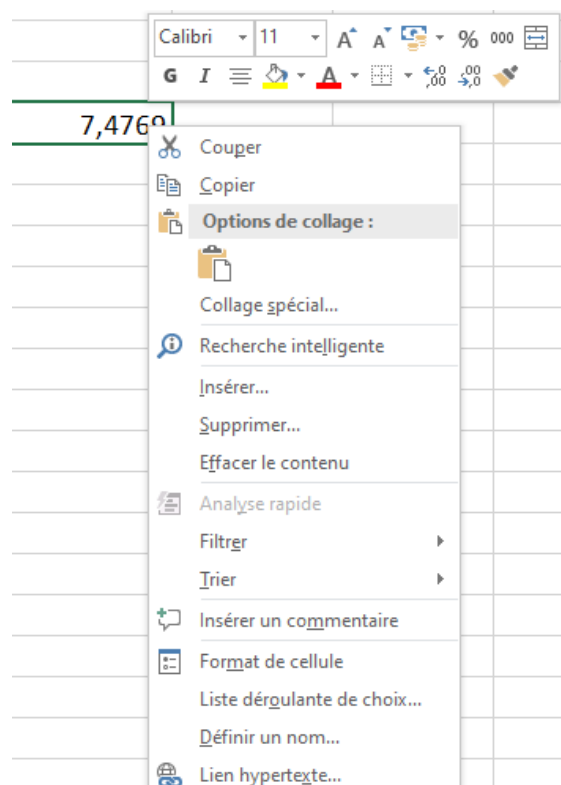 Calibri 11 A A % 000
G I A ,00 ,00
7,4769
Couper
Copier
Options de collage :
Collage spécial...
Recherche intelligente
Insérer...
Supprimer...
Effacer le contenu
Analyse rapide
Filtrer
Trier
Insérer un commentaire
Format de cellule
Liste déroulante de choix...
Définir un nom...
Lien hypertexte...